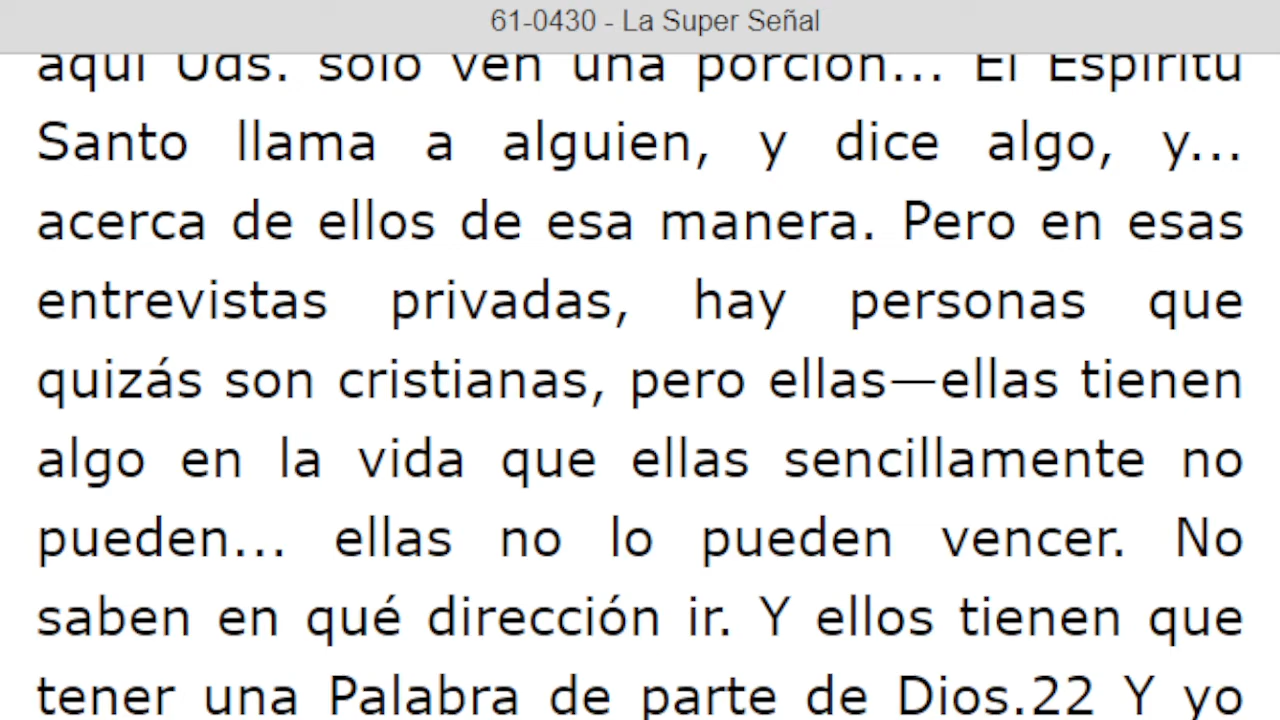 61-0430 - La Super Señal
aquí Uds. sólo ven una porción... El Espíritu
Santo llama a alguien, y dice algo, y...
acerca de ellos de esa manera. Pero en esas
entrevistas privadas, hay personas que
quizás son cristianas, pero ellas—ellas tienen
algo en la vida que ellas sencillamente no
pueden... ellas no lo pueden vencer. No
saben en qué dirección ir. Y ellos tienen que
tener una Palabra de parte de Dios.22 Y yo